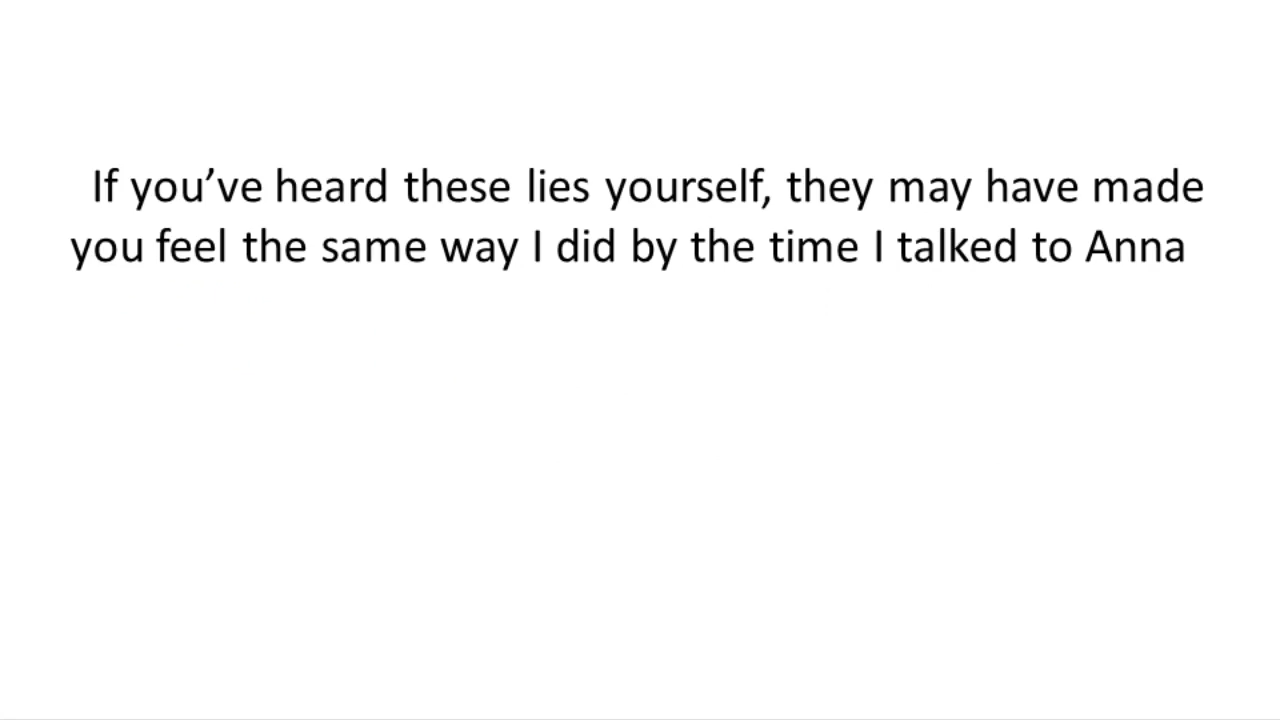 If you’ve heard these lies yourself, they may have made
you feel the same way I did by the time I talked to Anna